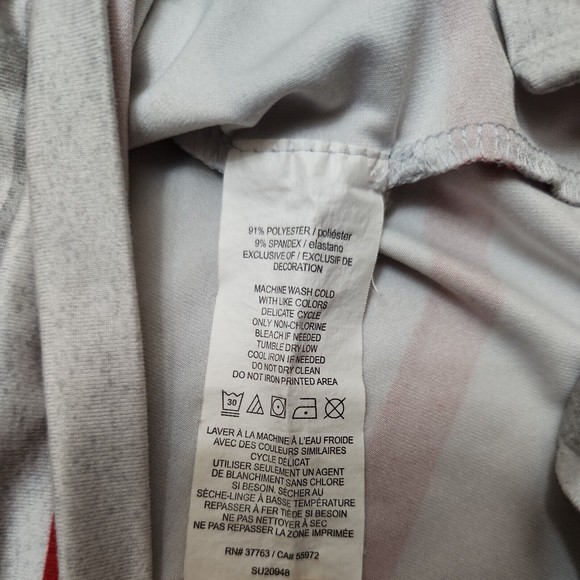 91% POLYESTER / poliéster
9% SPANDEX / elastano
EXCLUSIVE OF / EXCLUSIF DE
DECORATION
MACHINE WASH COLD
WITH LIKE COLORS
DELICATE CYCLE
ONLY NON-CHLORINE
BLEACH IF NEEDED
TUMBLE DRY LOW
COOL IRON IF NEEDED
DO NOT DRY CLEAN
DO NOT IRON PRINTED AREA
30
LAVER À LA MACHINE À L'EAU FROIDE
AVEC DES COULEURS SIMILAIRES
CYCLE DÉLICAT
UTILISER SEULEMENT UN AGENT
DE BLANCHIMENT SANS CHLORE
SI BESOIN. SÉCHER AU
SÈCHE-LINGE À BASSE TEMPÉRATURE
REPASSER À FER TIÈDE SI BESOIN
NE PAS NETTOYER À SEC
NE PAS REPASSER LA ZONE IMPRIMÉE
RN# 37763 / CA# 55972
SU20948